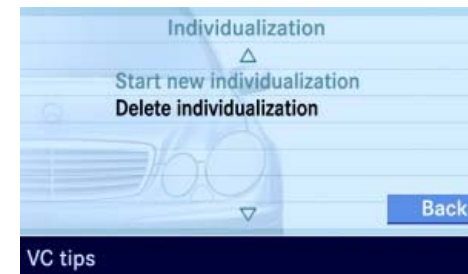 Individualization
Start new individualization
Delete individualization
Back
VC tips